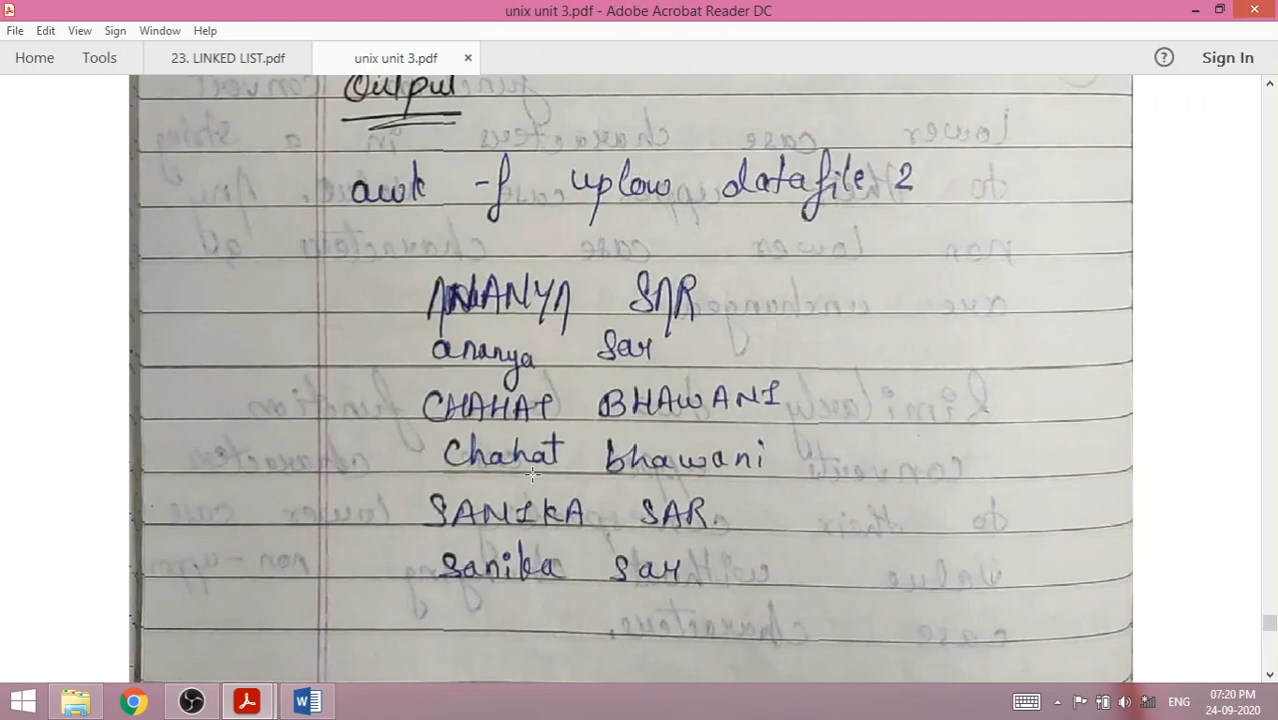 unix unit 3.pdf - Adobe Acrobat Reader DC
File Edit View Sign Window Help
Home Tools 23. LINKED LIST.pdf unix unit 3.pdf × ? Sign In
Output
awk -f uplow datafile 2
ANANYA SAR
ananya sar
CHAHAT BHAWANI
chahat bhawani
SANIKA SAR
sanika sar
ENG 07:20 PM
24-09-2020